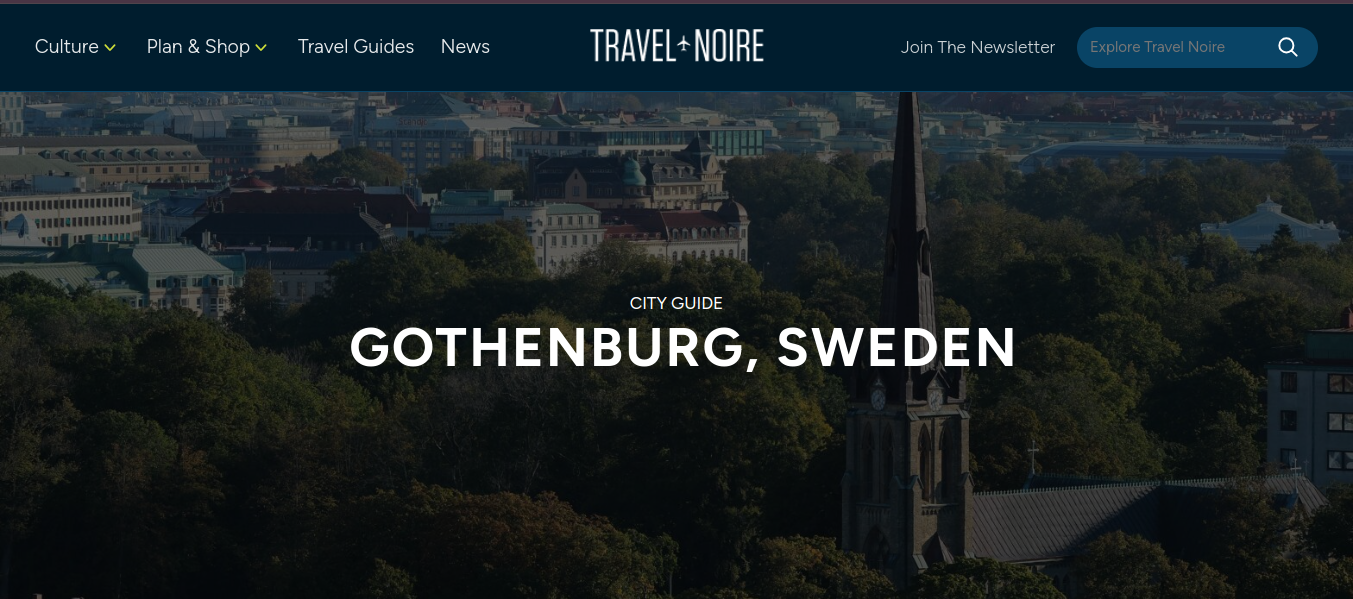 Culture Plan & Shop Travel Guides News TRAVEL NOIRE Join The Newsletter Explore Travel Noire
CITY GUIDE
GOTHENBURG, SWEDEN